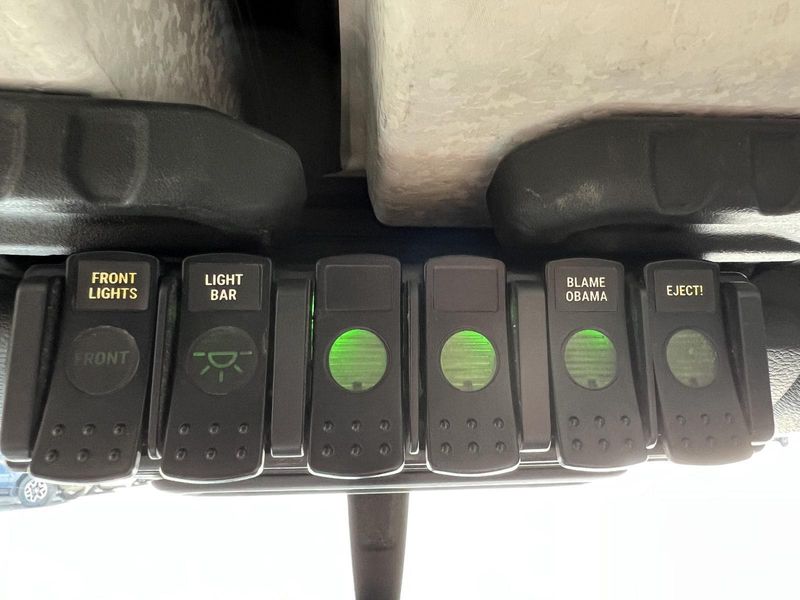 FRONT
LIGHTS
FRONT
LIGHT
BAR
BLAME
OBAMA
EJECT!